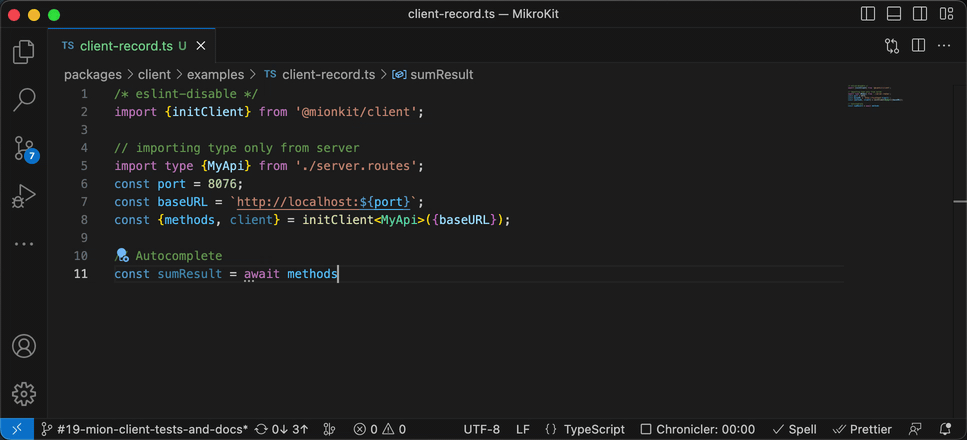 client-record.ts — MikroKit
TS client-record.ts U
packages > client > examples > TS client-record.ts > sumResult
1 /* eslint-disable */
2 import {initClient} from '@mionkit/client';
3
4 // importing type only from server
5 import type {MyApi} from './server.routes';
6 const port = 8076;
7 const baseURL = `http://localhost:${port}`;
8 const {methods, client} = initClient<MyApi>({baseURL});
9
10 / Autocomplete
11 const sumResult = await methods
7
#19-mion-client-tests-and-docs* 0↓ 3↑ 0 0 UTF-8 LF {} TypeScript Chronicler: 00:00 Spell Prettier